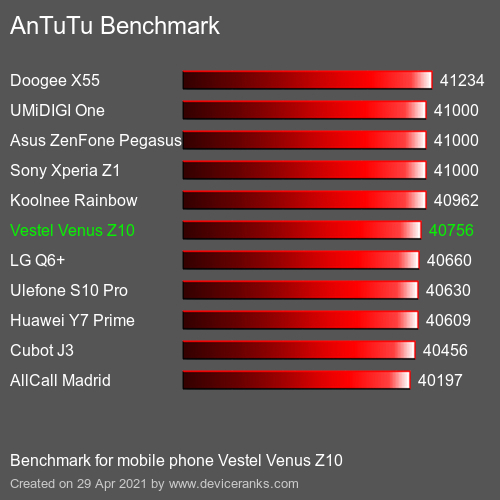 AnTuTu Benchmark
Doogee X55 41234
UMiDIGI One 41000
Asus ZenFone Pegasus 41000
Sony Xperia Z1 41000
Koolnee Rainbow 40962
Vestel Venus Z10 40756
LG Q6+ 40660
Ulefone S10 Pro 40630
Huawei Y7 Prime 40609
Cubot J3 40456
AllCall Madrid 40197
Benchmark for mobile phone Vestel Venus Z10
Created on 29 Apr 2021 by www.deviceranks.com